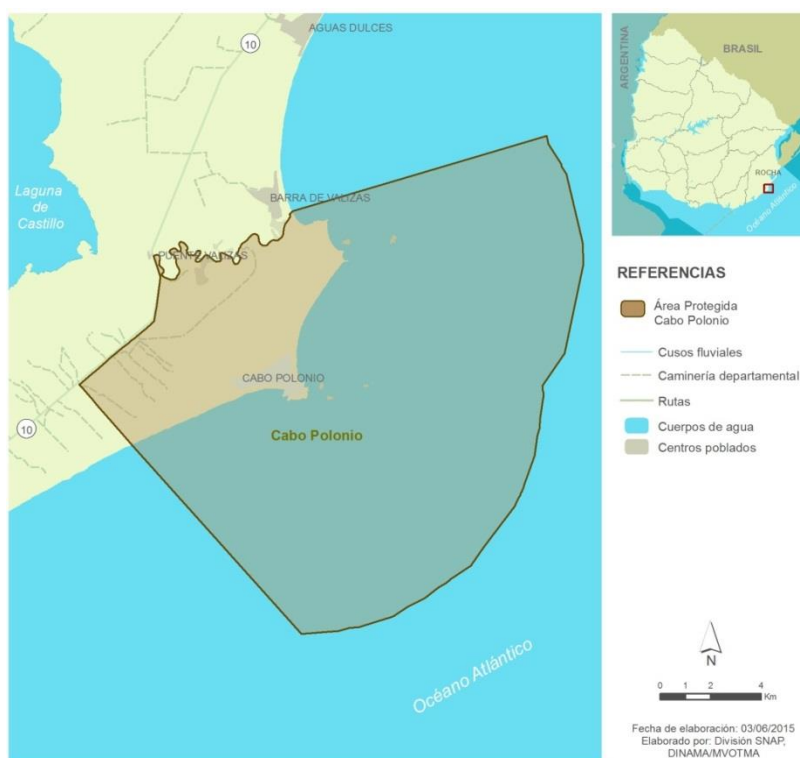 AGUAS DULCES
10
Laguna
de
Castillo
BARRA DE VALIZAS
PUENTE VALIZAS
CABO POLONIO
10
Cabo Polonio
Océano Atlántico
ARGENTINA
BRASIL
ROCHA
Océano Atlántico
REFERENCIAS
Área Protegida
Cabo Polonio
Cusos fluviales
Caminería departamental
Rutas
Cuerpos de agua
Centros poblados
N
0 1 2 4
Km
Fecha de elaboración: 03/06/2015
Elaborado por: División SNAP,
DINAMA/MVOTMA